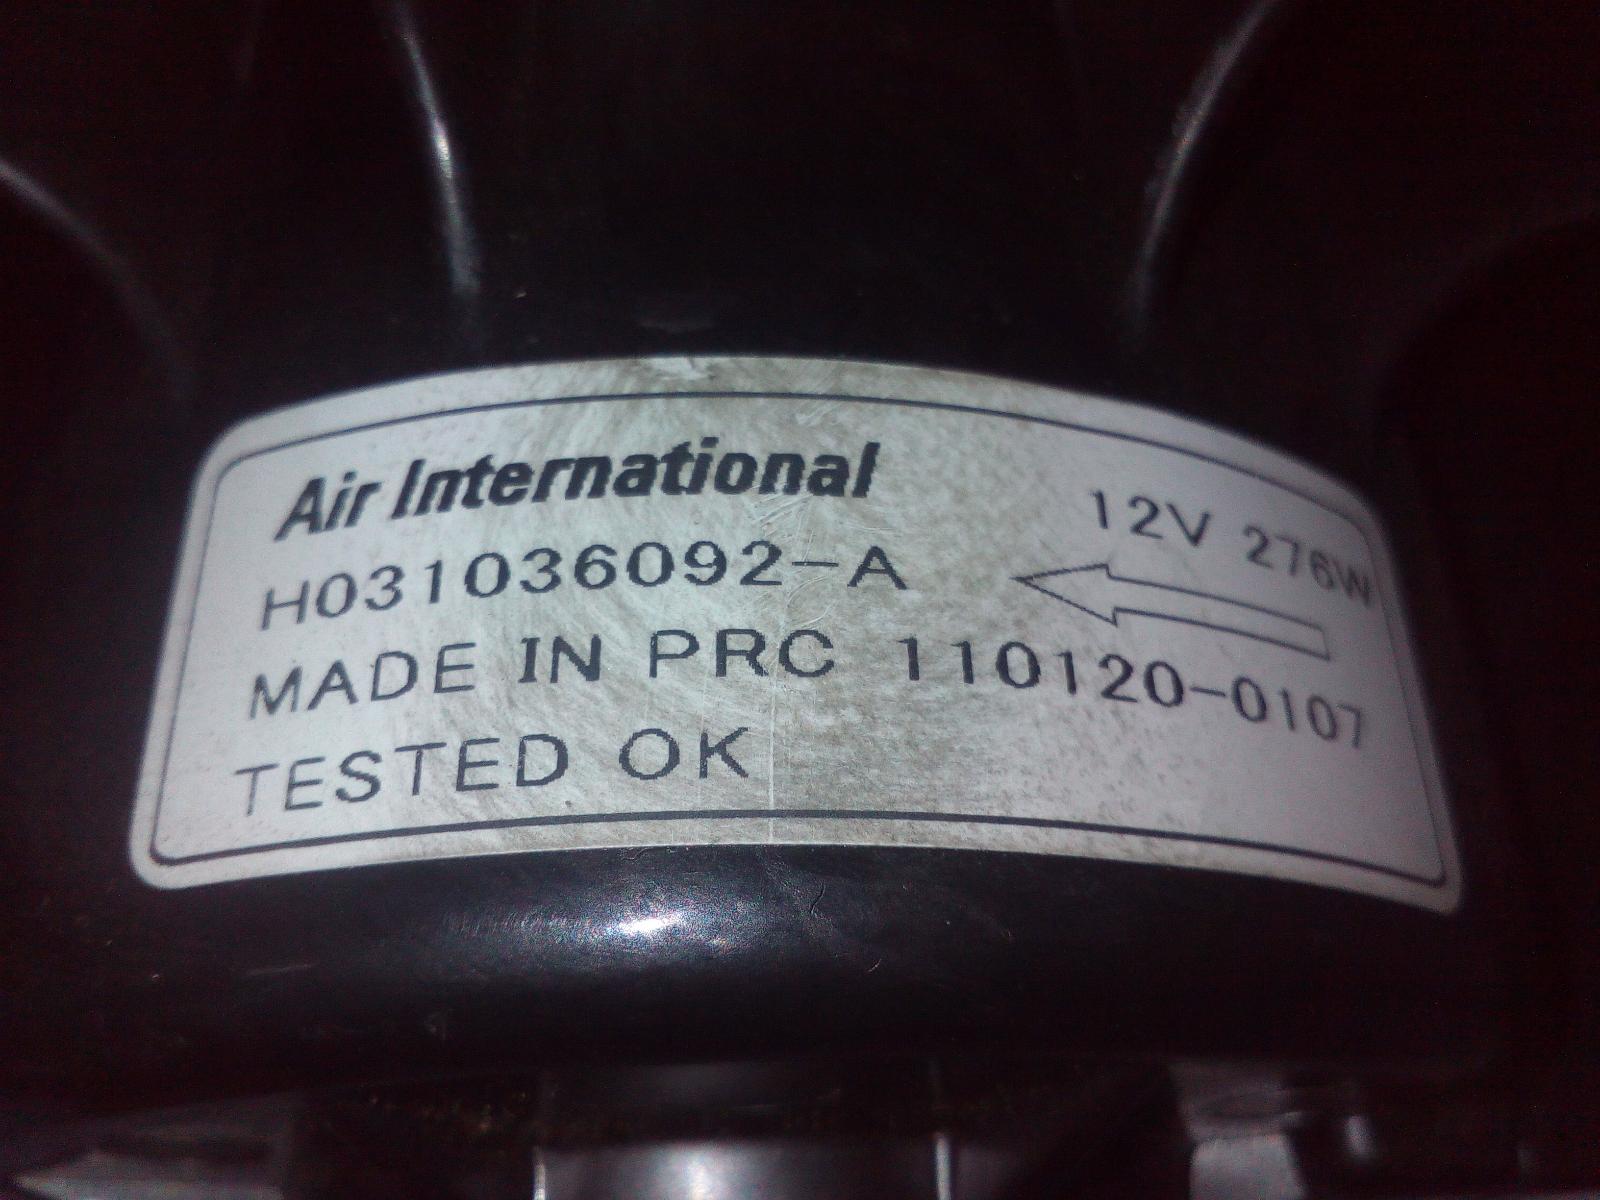 Air International
12V 276W
H031036092-A
MADE IN PRC 110120-0107
TESTED OK